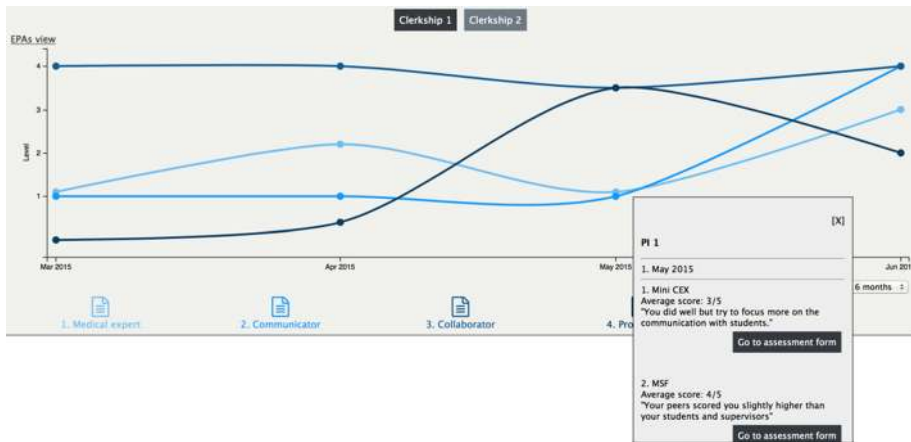 Clerkship 1
Clerkship 2
EPAs view
4
3
2
1
Level
Mar 2015
Apr 2015
May 2015
Jun 201
6 months
1. Medical expert
2. Communicator
3. Collaborator
4. Pro
[X]
PI 1
1. May 2015
1. Mini CEX
Average score: 3/5
"You did well but try to focus more on the
communication with students."
Go to assessment form
2. MSF
Average score: 4/5
"Your peers scored you slightly higher than
your students and supervisors"
Go to assessment form